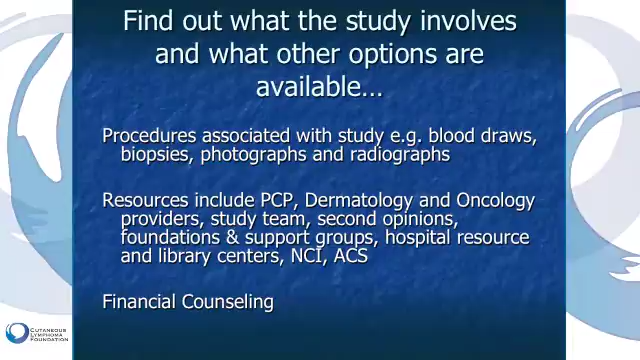 Find out what the study involves
and what other options are
available...
Procedures associated with study e.g. blood draws,
biopsies, photographs and radiographs
Resources include PCP, Dermatology and Oncology
providers, study team, second opinions,
foundations & support groups, hospital resource
and library centers, NCI, ACS
Financial Counseling
CUTANEOUS
LYMPHOMA
FOUNDATION